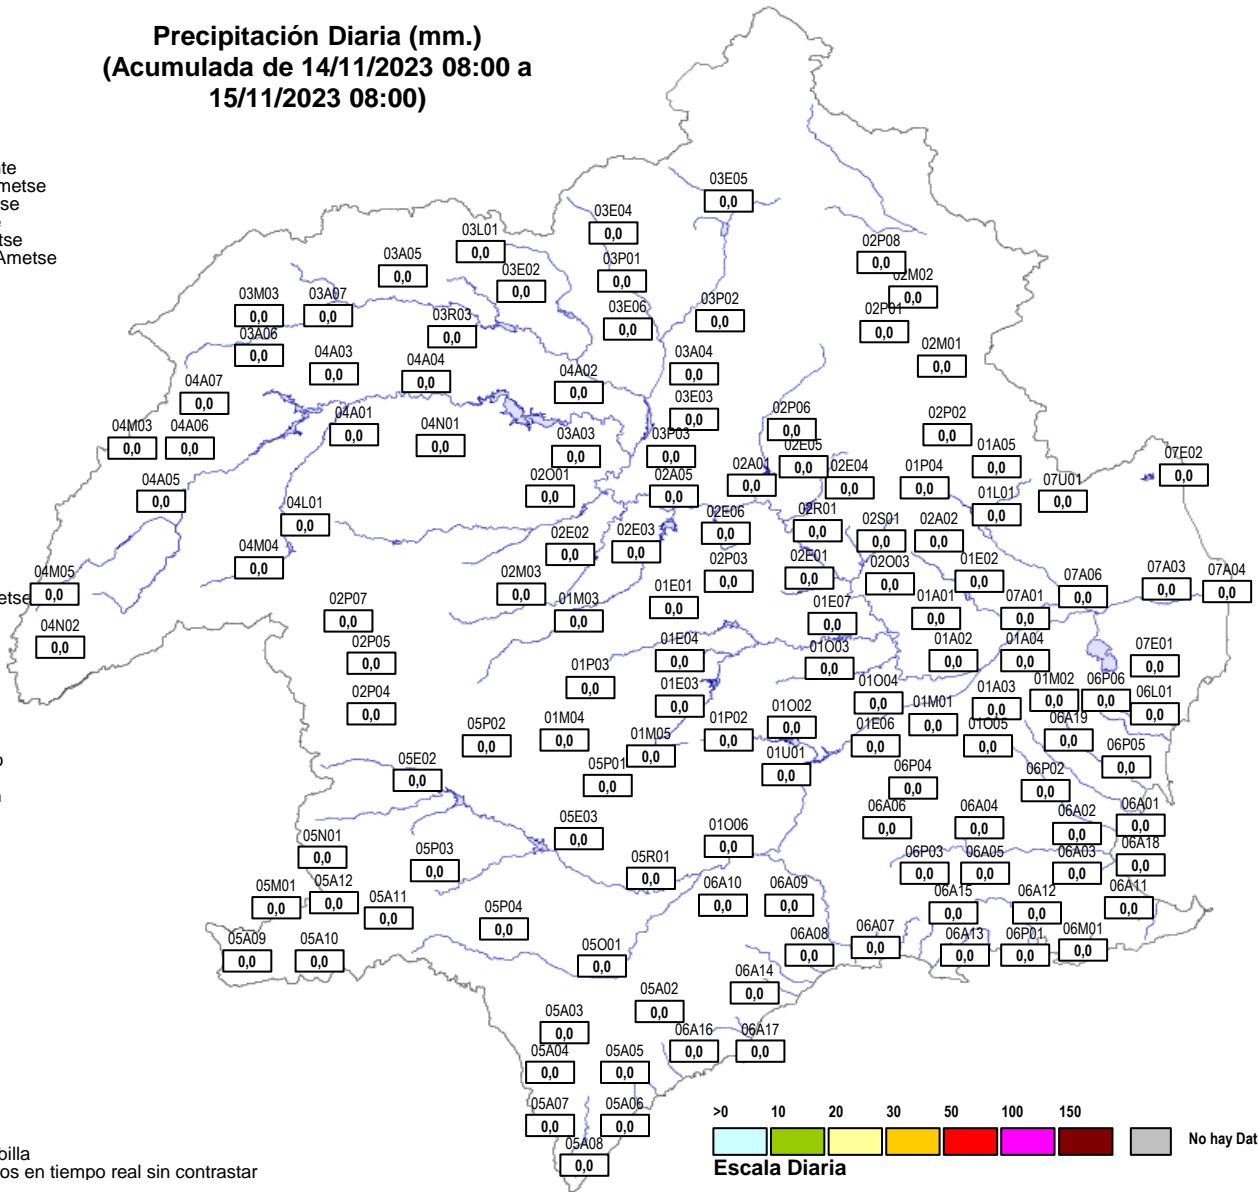 Precipitación Diaria (mm.)
(Acumulada de 14/11/2023 08:00 a
15/11/2023 08:00)
03E05
0,0
03E04
0,0
03L01
0,0
03A05
0,0
03P01
0,0
03E02
0,0
02P08
0,0
02M02
0,0
03M03
0,0
03A07
0,0
03R03
0,0
03E06
0,0
03P02
0,0
02P01
0,0
03A06
0,0
04A03
0,0
04A04
0,0
04A02
0,0
03A04
0,0
02M01
0,0
04A07
0,0
03E03
0,0
04M03
0,0
04A06
0,0
04A01
0,0
04N01
0,0
03A03
0,0
03P03
0,0
02P06
0,0
02P02
0,0
02E05
0,0
01A05
0,0
07E02
0,0
04A05
0,0
02O01
0,0
02A05
0,0
02A01
0,0
02E04
0,0
01P04
0,0
07U01
0,0
01L01
0,0
04L01
0,0
02E06
0,0
02R01
0,0
02S01
0,0
02A02
0,0
04M04
0,0
02E02
0,0
02E03
0,0
02P03
0,0
02E01
0,0
02O03
0,0
01E02
0,0
07A06
0,0
07A03
0,0
07A04
0,0
04M05
0,0
02M03
0,0
01M03
0,0
01E01
0,0
01E07
0,0
01A01
0,0
07A01
0,0
02P07
0,0
04N02
0,0
02P05
0,0
01E04
0,0
01O03
0,0
01A02
0,0
01A04
0,0
07E01
0,0
01P03
0,0
02P04
0,0
01E03
0,0
01O04
0,0
01A03
0,0
01M02
0,0
06P06
0,0
06L01
0,0
05P02
0,0
01M04
0,0
01M05
0,0
01P02
0,0
01O02
0,0
01E06
0,0
01M01
0,0
01O05
0,0
06A19
0,0
06P05
0,0
05E02
0,0
05P01
0,0
01U01
0,0
06P04
0,0
06P02
0,0
05E03
0,0
01O06
0,0
06A06
0,0
06A04
0,0
06A02
0,0
06A01
0,0
05N01
0,0
05P03
0,0
05R01
0,0
06P03
0,0
06A05
0,0
06A03
0,0
06A18
0,0
05M01
0,0
05A12
0,0
05A11
0,0
06A10
0,0
06A09
0,0
06A15
0,0
06A12
0,0
06A11
0,0
05P04
0,0
05A09
0,0
05A10
0,0
05O01
0,0
06A08
0,0
06A07
0,0
06A13
0,0
06P01
0,0
06M01
0,0
06A14
0,0
05A02
0,0
05A03
0,0
06A16
0,0
06A17
0,0
05A04
0,0
05A05
0,0
05A07
0,0
05A06
0,0
05A08
0,0
>0 10 20 30 50 100 150
No hay Dat
Escala Diaria
nte
metse
se
tse
Ametse
etse
billa
os en tiempo real sin contrastar